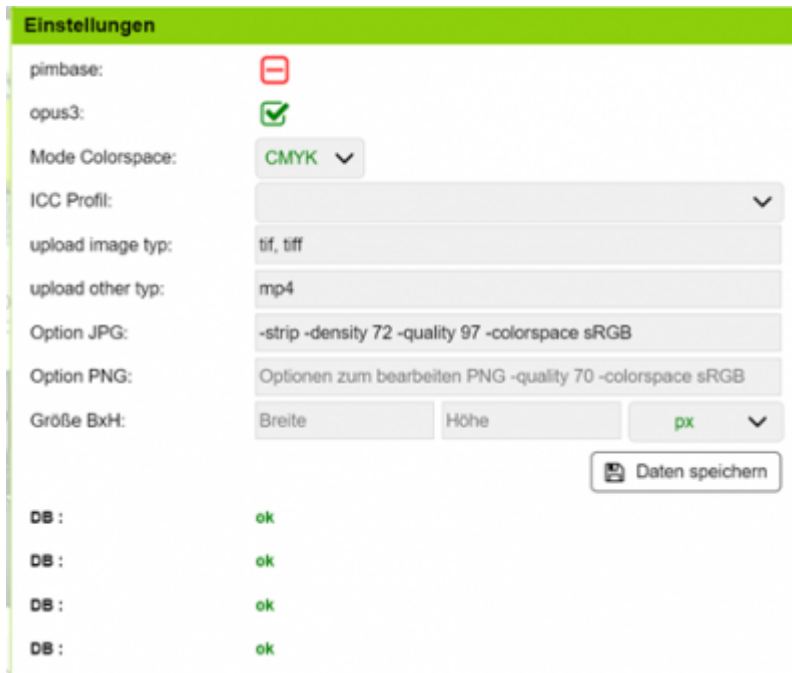 Einstellungen
pimbase:
opus3:
Mode Colorspace: CMYK
ICC Profil:
upload image typ: tif, tiff
upload other typ: mp4
Option JPG: -strip -density 72 -quality 97 -colorspace sRGB
Option PNG: Optionen zum bearbeiten PNG -quality 70 -colorspace sRGB
Größe BxH: Breite Höhe px
Daten speichern
DB : ok
DB : ok
DB : ok
DB : ok